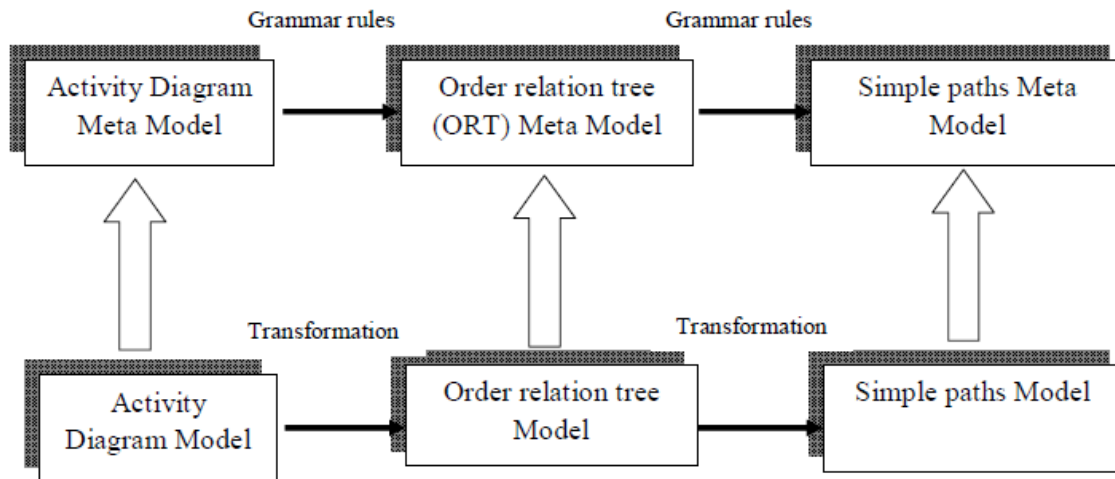 Grammar rules
Grammar rules
Activity Diagram
Meta Model
Order relation tree
(ORT) Meta Model
Simple paths Meta
Model
Transformation
Transformation
Activity
Diagram Model
Order relation tree
Model
Simple paths Model